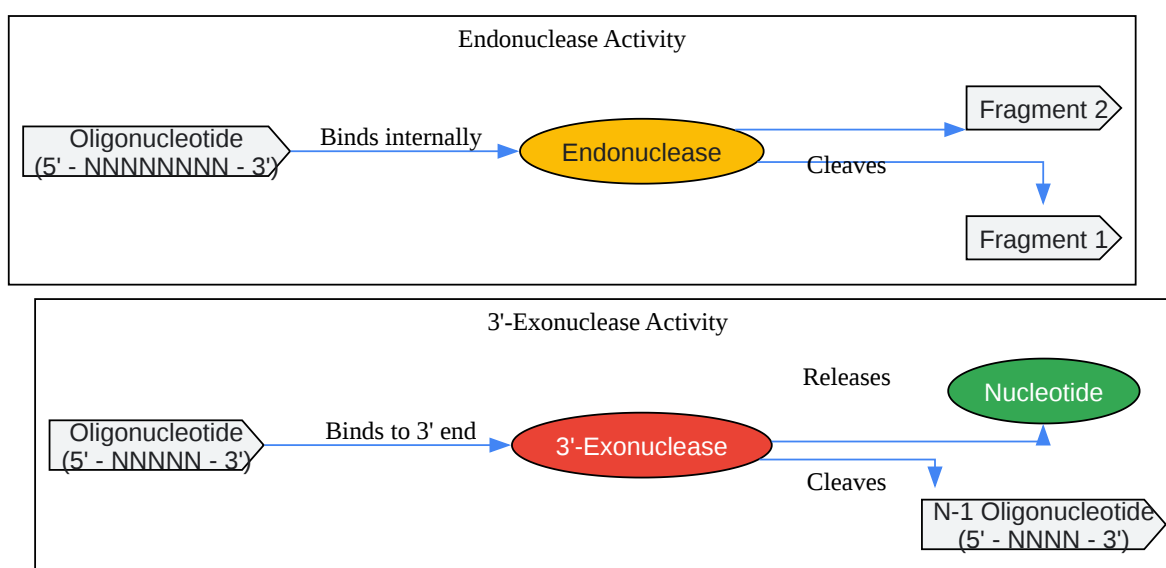 Endonuclease Activity
Oligonucleotide
(5' - NNNNNNNNN - 3')
Binds internally
Endonuclease
Cleaves
Fragment 2
Fragment 1
3'-Exonuclease Activity
Oligonucleotide
(5' - NNNNN - 3')
Binds to 3' end
3'-Exonuclease
Releases
Nucleotide
Cleaves
N-1 Oligonucleotide
(5' - NNNN - 3')